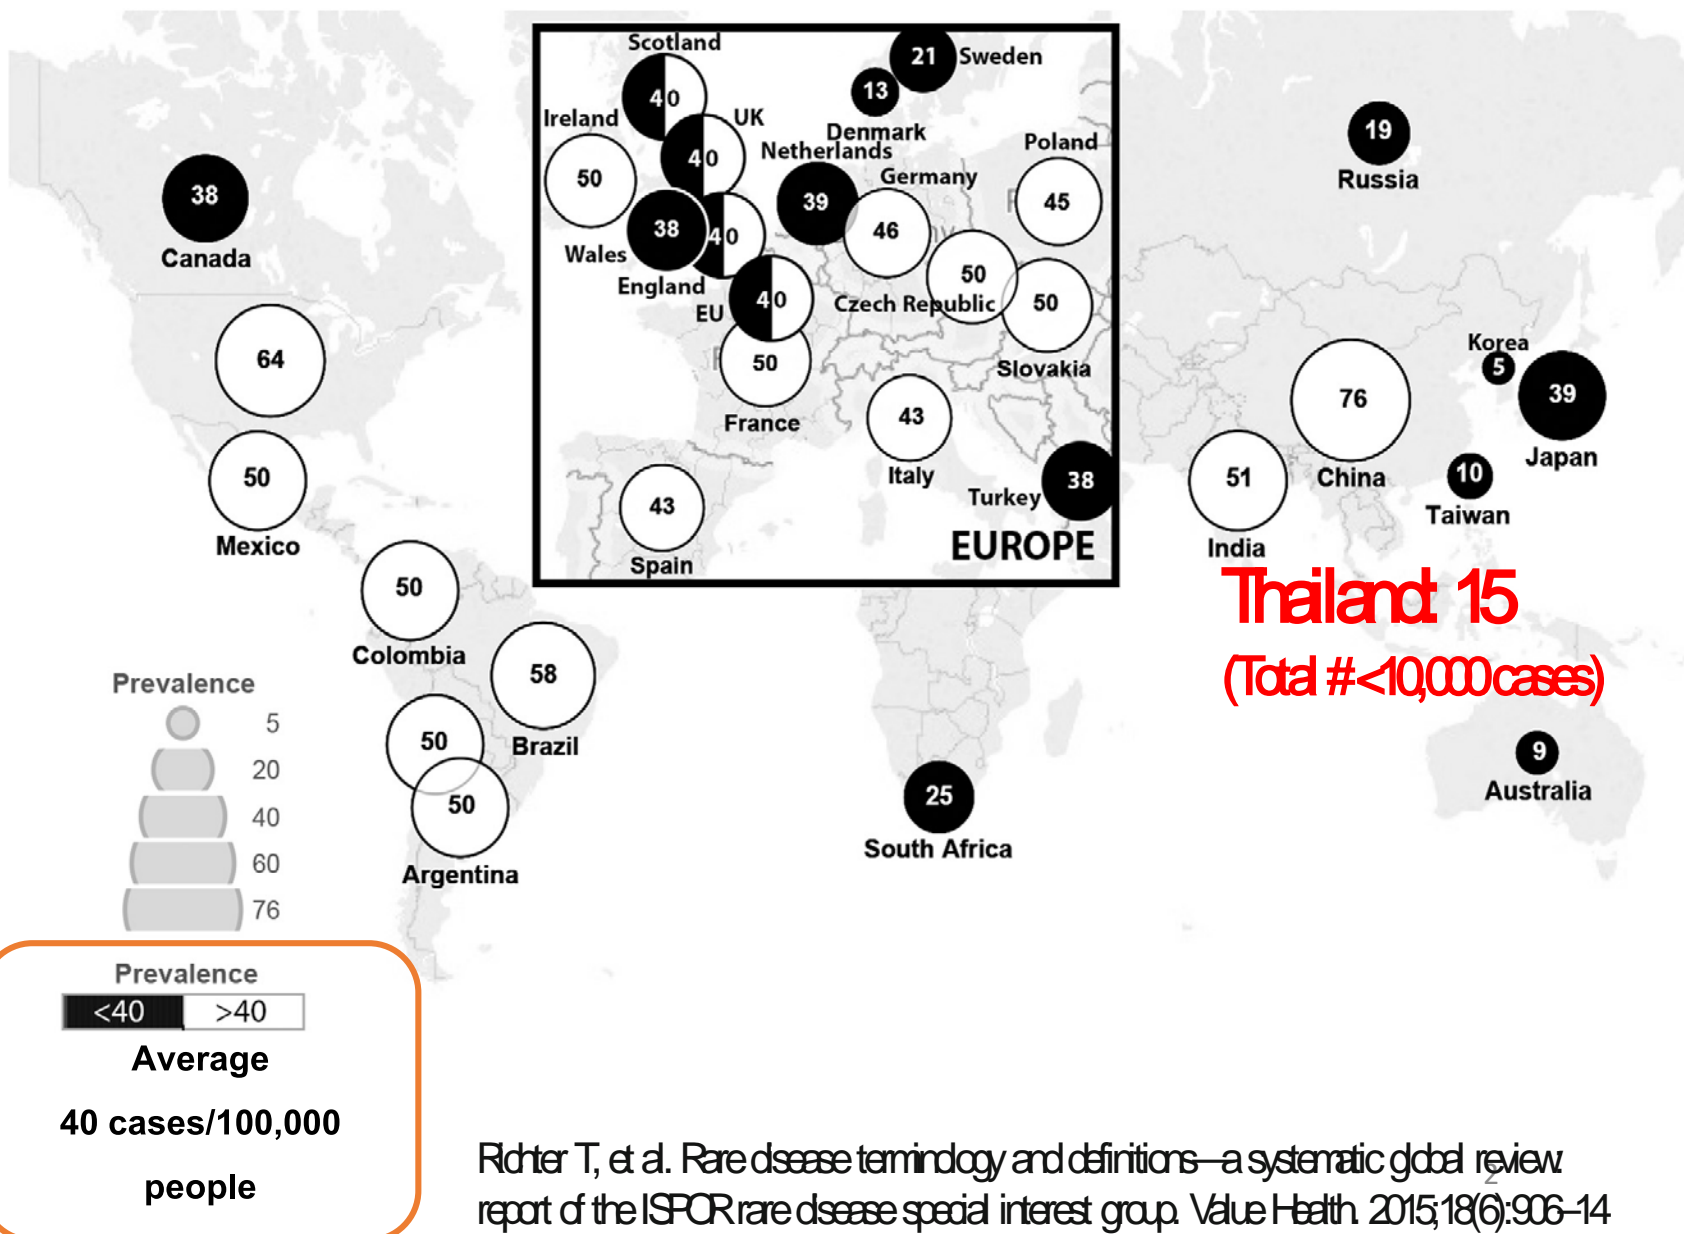 Scotland
40
Ireland
50
UK
40
21
Sweden
13
Denmark
Netherlands
39
Germany
46
Poland
45
Wales
38
40
England
EU
40
50
France
50
Czech Republic
50
Slovakia
43
Italy
38
Turkey
43
Spain
EUROPE
38
Canada
64
50
Mexico
50
Colombia
58
Brazil
50
50
Argentina
19
Russia
Korea
5
39
Japan
76
China
10
Taiwan
51
India
Thailand: 15
(Total # <10,000 cases)
9
Australia
25
South Africa
Prevalence
5
20
40
60
76
Prevalence
<40 >40
Average
40 cases/100,000
people
Richter T, et al. Rare disease terminology and definitions—a systematic global review:
report of the ISPOR rare disease special interest group. Value Health. 2015;18(6):906–14
2